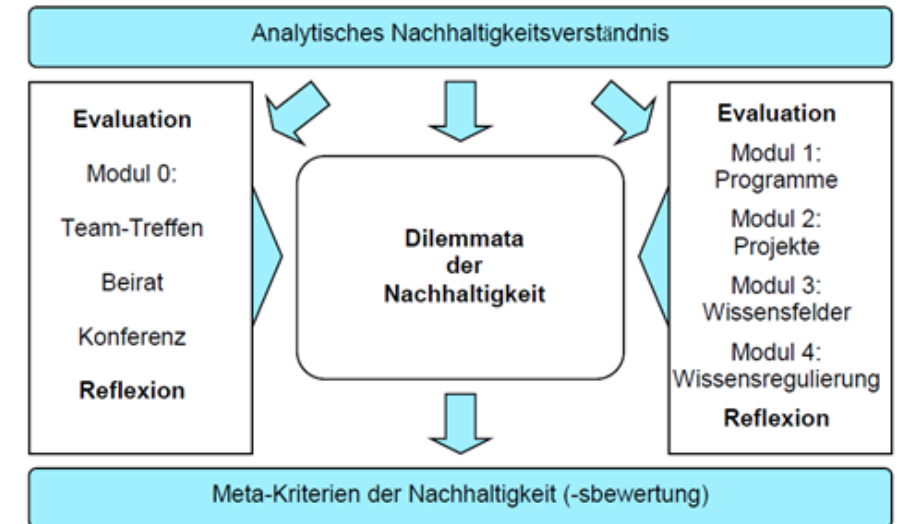 Analytisches Nachhaltigkeitsverständnis
Evaluation
Modul 0:
Team-Treffen
Beirat
Konferenz
Reflexion
Dilemmata
der
Nachhaltigkeit
Evaluation
Modul 1:
Programme
Modul 2:
Projekte
Modul 3:
Wissensfelder
Modul 4:
Wissensregulierung
Reflexion
Meta-Kriterien der Nachhaltigkeit (-sbewertung)